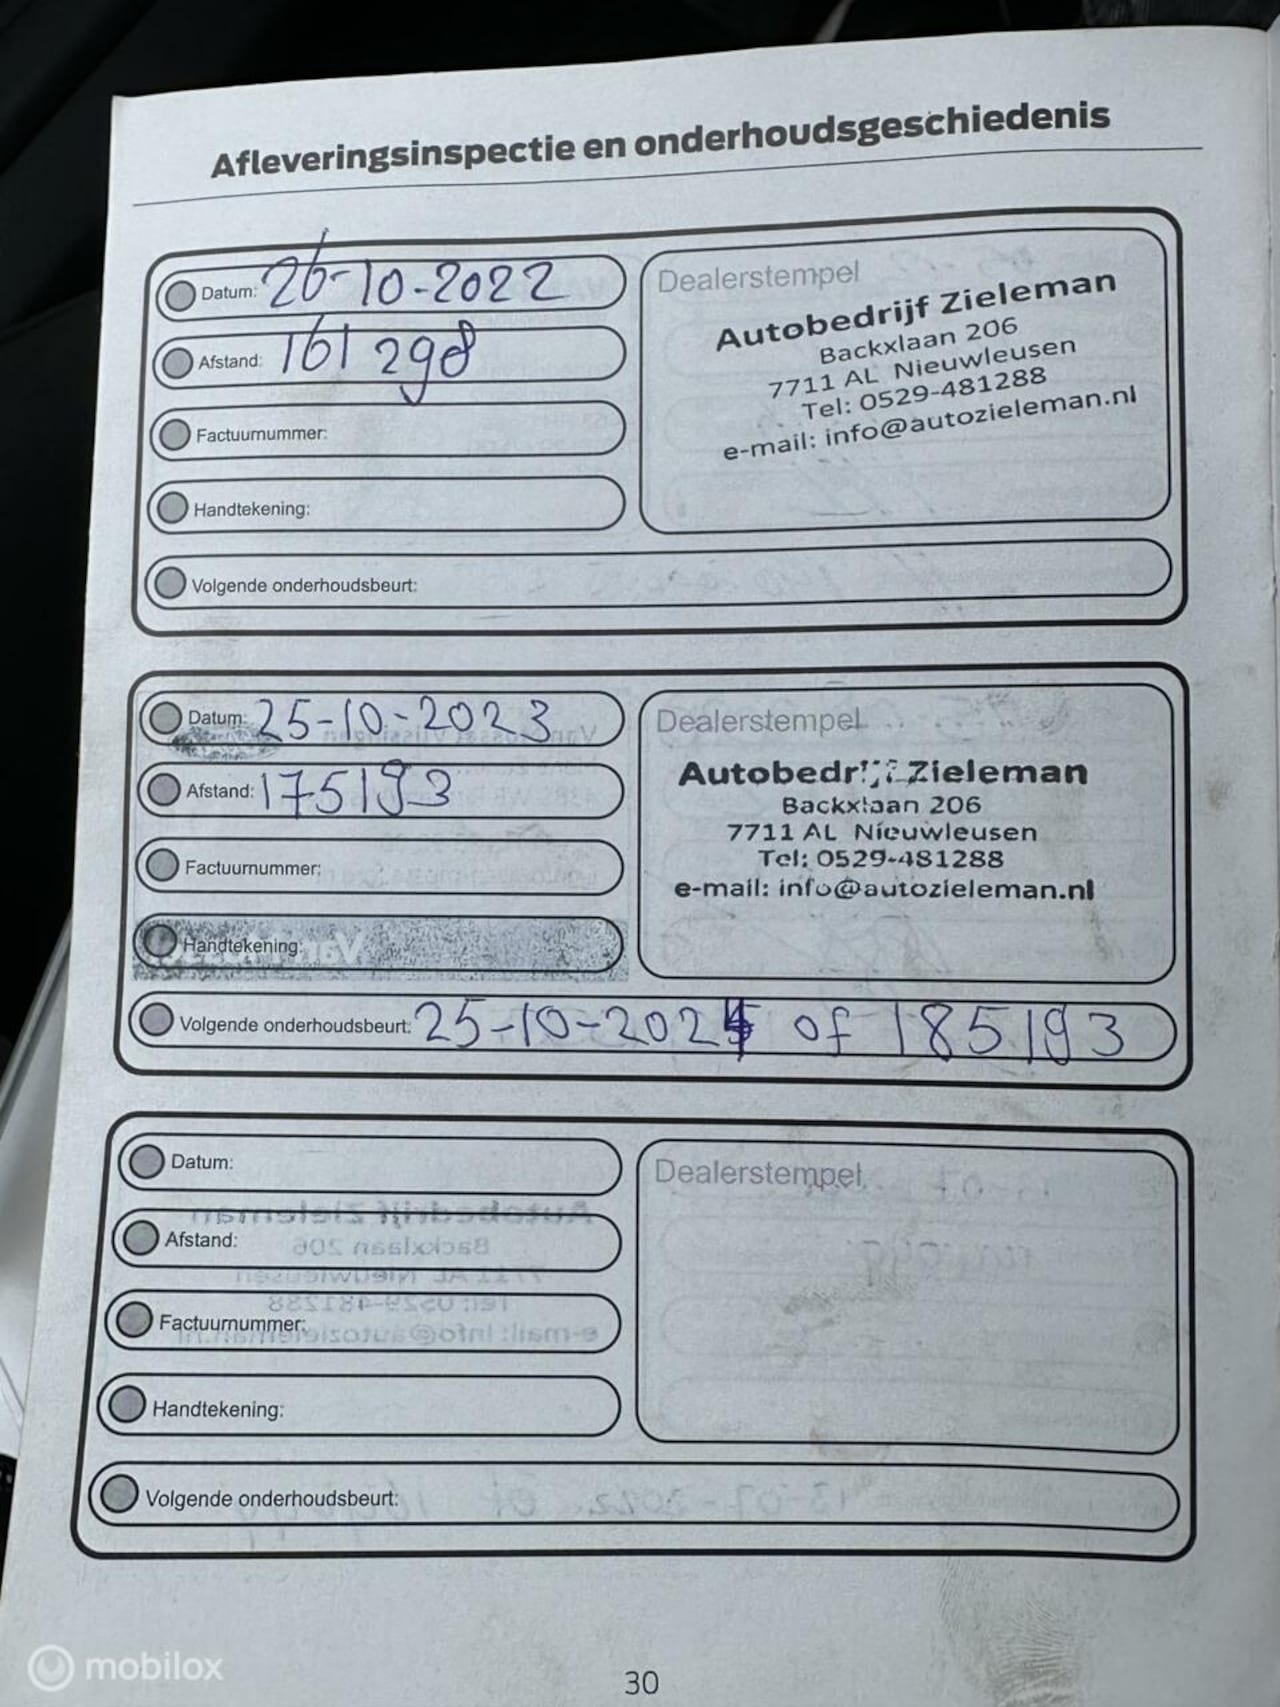 Afleveringsinspectie en onderhoudsgeschiedenis
Datum: 26-10-2022
Afstand: 161 298
Factuurnummer:
Handtekening:
Volgende onderhoudsbeurt:
Dealerstempel
Autobedrijf Zieleman
Backxlaan 206
7711 AL Nieuwleusen
Tel: 0529-481288
e-mail: info@autozieleman.nl
Datum: 25-10-2023
Afstand: 175193
Factuurnummer:
Handtekening:
Volgende onderhoudsbeurt: 25-10-2024 of 185193
Dealerstempel
Autobedrijf Zieleman
Backxlaan 206
7711 AL Nieuwleusen
Tel: 0529-481288
e-mail: info@autozieleman.nl
Datum:
Afstand:
Factuurnummer:
Handtekening:
Volgende onderhoudsbeurt:
Dealerstempel
30
mobilox